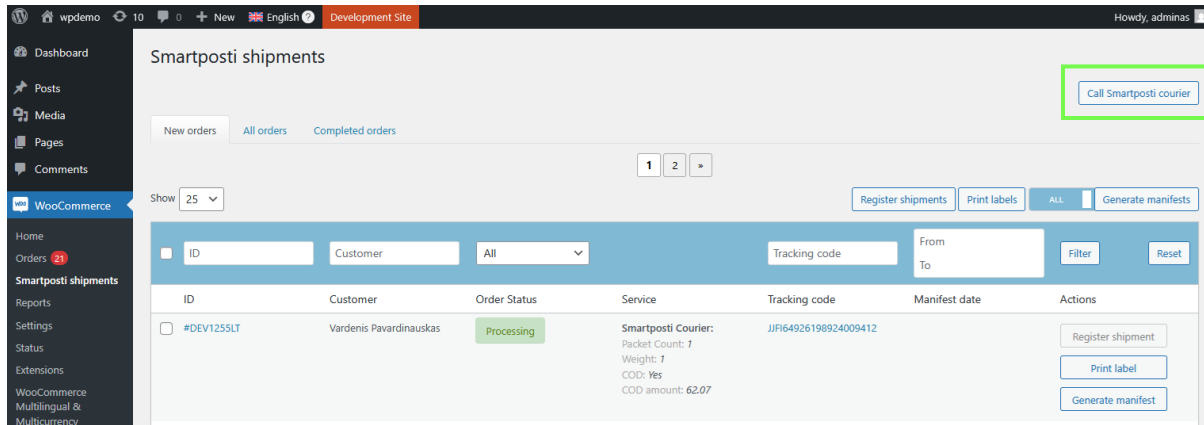 wpdemo 10 0 + New English ? Development Site Howdy, adminas
Dashboard
Posts
Media
Pages
Comments
WOO WooCommerce
Home
Orders 21
Smartposti shipments
Reports
Settings
Status
Extensions
WooCommerce
Multilingual &
Multicurrency
Smartposti shipments
Call Smartposti courier
New orders All orders Completed orders
1 2 »
Show 25 Register shipments Print labels ALL Generate manifests
ID Customer All Tracking code From
To
Filter Reset
ID Customer Order Status Service Tracking code Manifest date Actions
#DEV1255LT Vardenis Pavardinauskas Processing Smartposti Courier: JJFI64926198924009412 Register shipment
Packet Count: 1
Weight: 1
COD: Yes
COD amount: 62.07
Print label
Generate manifest